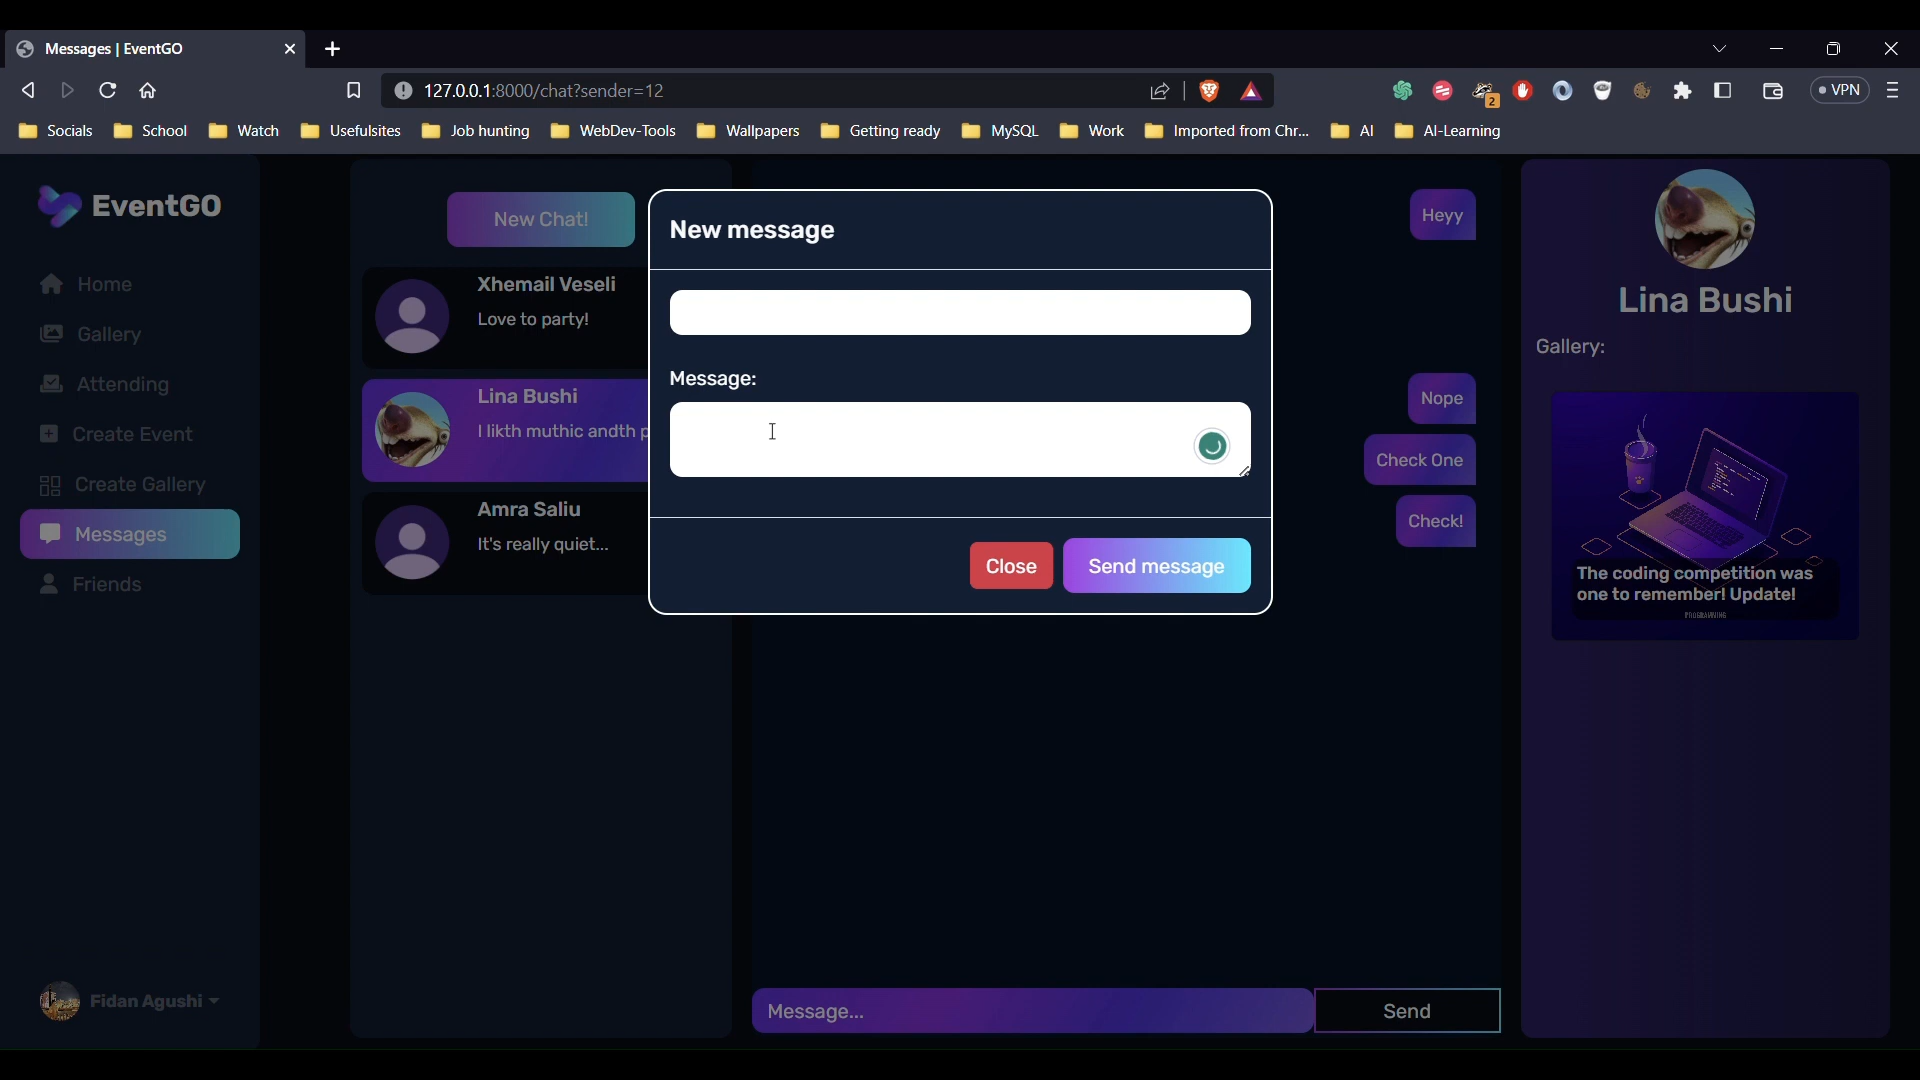 Messages | EventGO
127.0.0.1:8000/chat?sender=12
2
VPN
Socials School Watch Usefulsites Job hunting WebDev-Tools Wallpapers Getting ready MySQL Work Imported from Chr... AI AI-Learning
EventGO
Home
Gallery
Attending
Create Event
Create Gallery
Messages
Friends
Fidan Agushi
New Chat!
Xhemail Veseli
Love to party!
Lina Bushi
I likth muthic andth p
Amra Saliu
It's really quiet...
New message
Message:
Close
Send message
Heyy
Nope
Check One
Check!
Message...
Send
Lina Bushi
Gallery:
The coding competition was
one to remember! Update!
PROGRAMMING